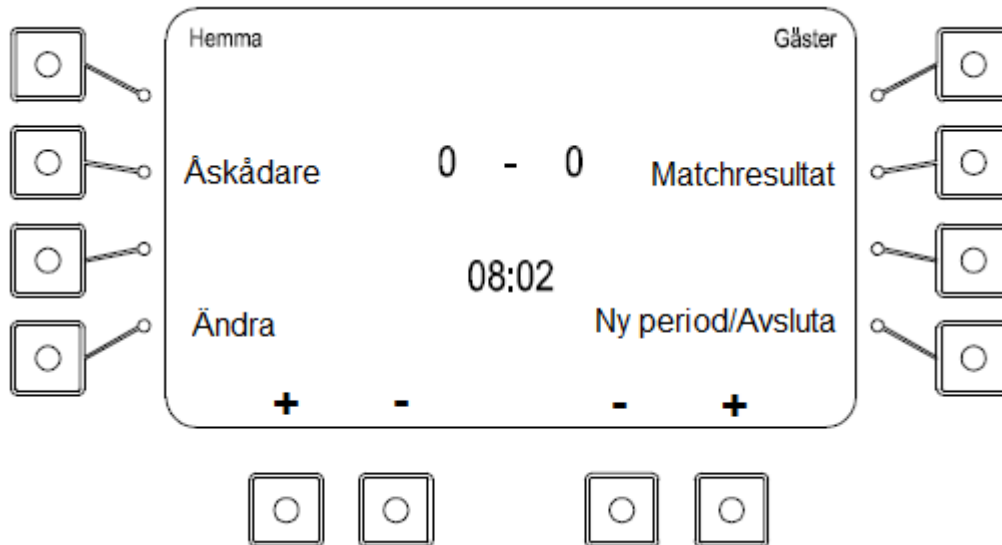 Hemma Gäster
Åskådare 0 - 0 Matchresultat
08:02
Ändra Ny period/Avsluta
+ - - +